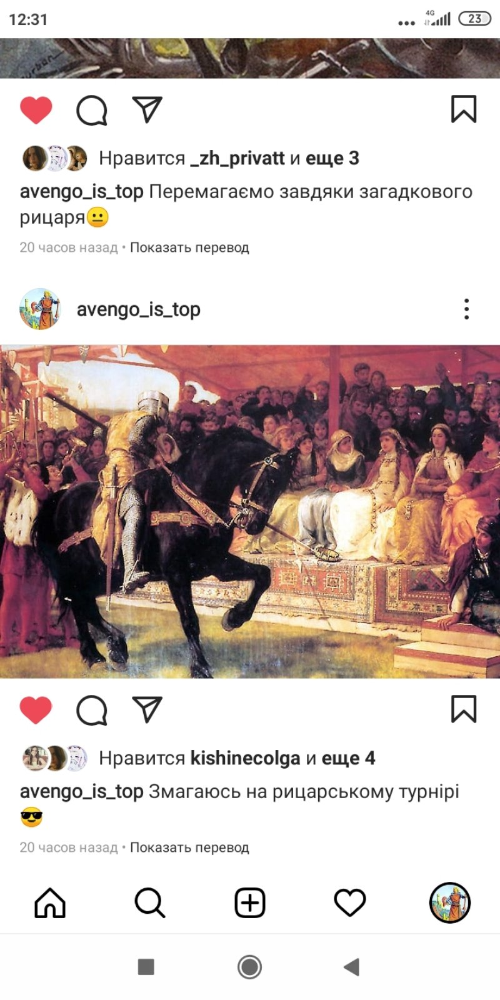 12:31
4G
23
urban
Нравится _zh_privatt и еще 3
avengo_is_top Перемагаємо завдяки загадкового
рицаря😐
20 часов назад • Показать перевод
avengo_is_top
Нравится kishinecolga и еще 4
avengo_is_top Змагаюсь на рицарському турнірі
😎
20 часов назад • Показать перевод